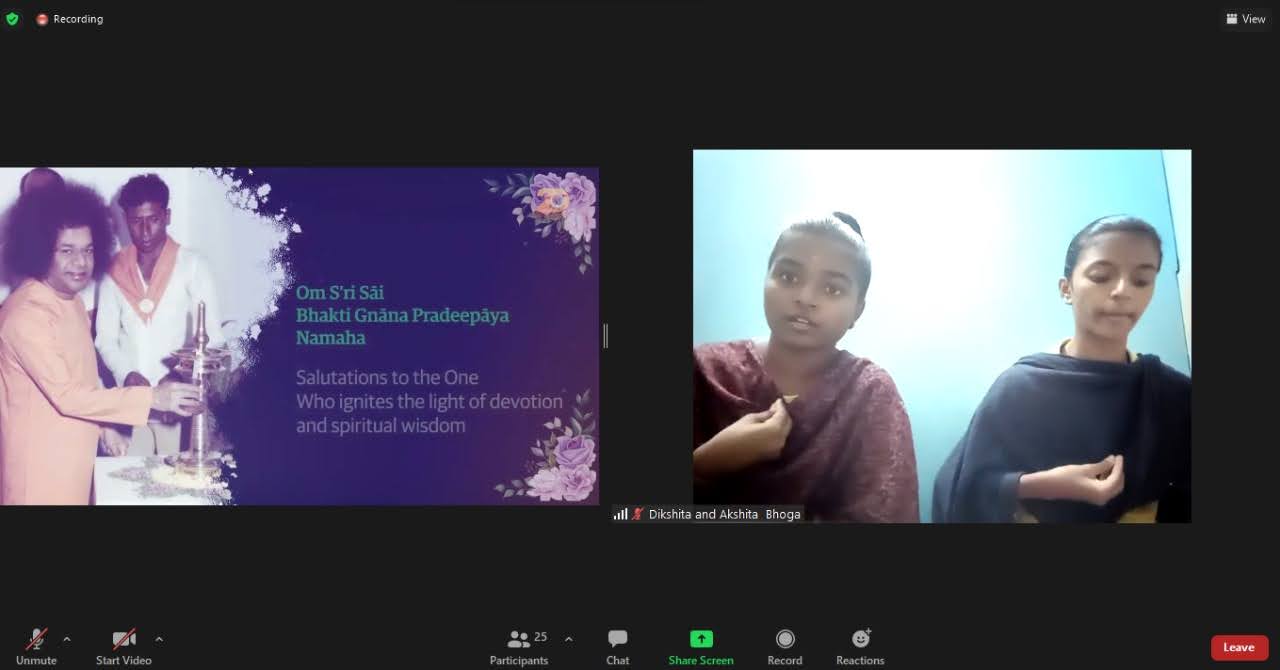 Recording
View
Om S'ri Sāi
Bhakti Gnāna Pradeepāya
Namaha
Salutations to the One
Who ignites the light of devotion
and spiritual wisdom
Dikshita and Akshita Bhoga
Unmute
Start Video
25
Participants
Chat
Share Screen
Record
Reactions
Leave